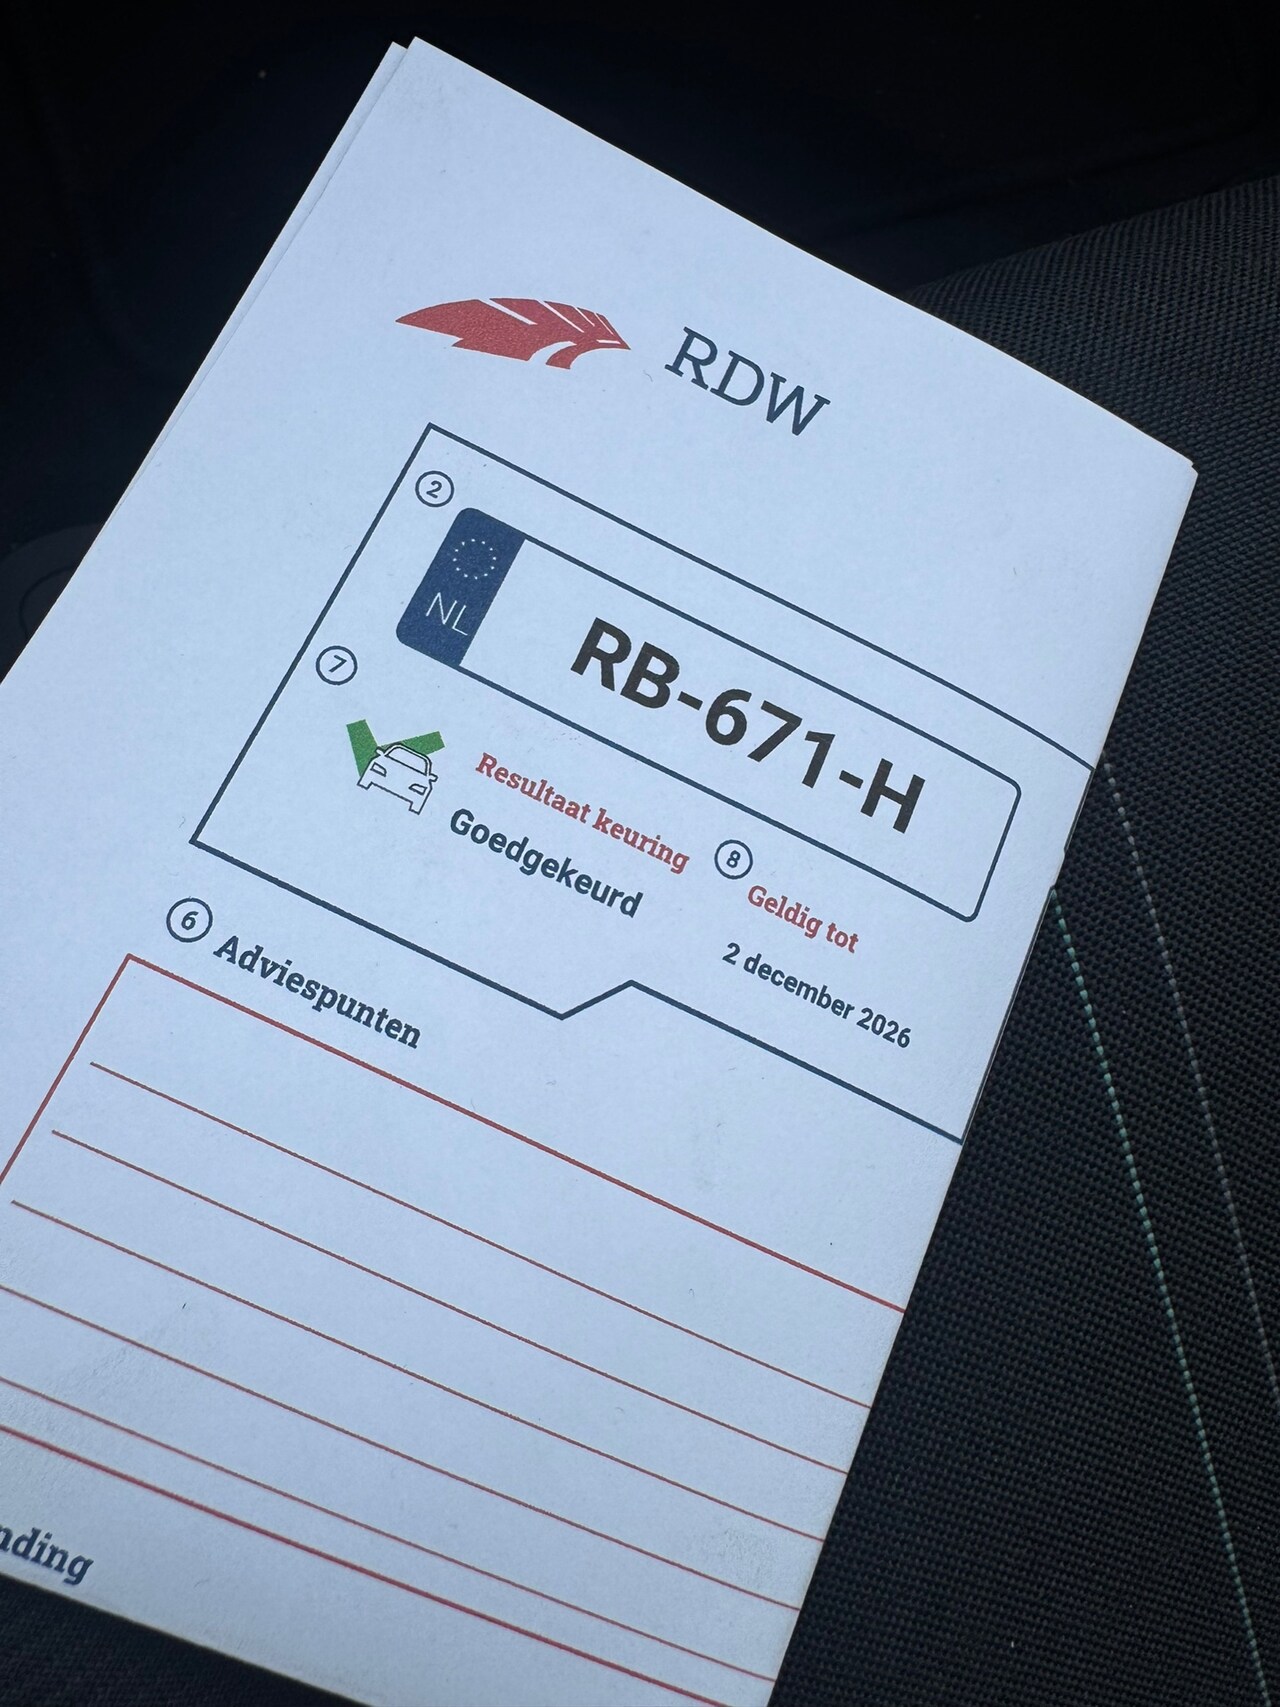 RDW
2
NL
RB-671-H
7
Resultaat keuring
Goedgekeurd
8
Geldig tot
2 december 2026
6 Adviespunten
nding